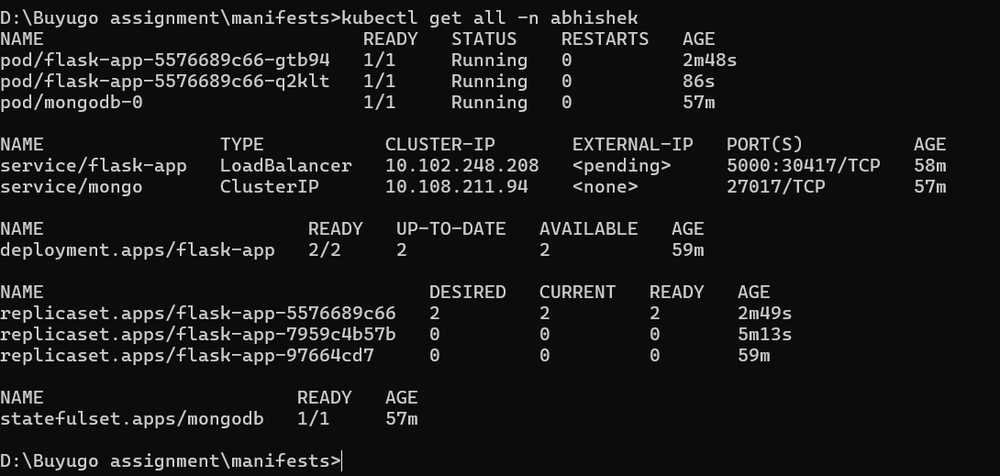 D:\Buyugo assignment\manifests>kubectl get all -n abhishek
NAME READY STATUS RESTARTS AGE
pod/flask-app-5576689c66-gtb94 1/1 Running 0 2m48s
pod/flask-app-5576689c66-q2klt 1/1 Running 0 86s
pod/mongodb-0 1/1 Running 0 57m
NAME TYPE CLUSTER-IP EXTERNAL-IP PORT(S) AGE
service/flask-app LoadBalancer 10.102.248.208 <pending> 5000:30417/TCP 58m
service/mongo ClusterIP 10.108.211.94 <none> 27017/TCP 57m
NAME READY UP-TO-DATE AVAILABLE AGE
deployment.apps/flask-app 2/2 2 2 59m
NAME DESIRED CURRENT READY AGE
replicaset.apps/flask-app-5576689c66 2 2 2 2m49s
replicaset.apps/flask-app-7959c4b57b 0 0 0 5m13s
replicaset.apps/flask-app-97664cd7 0 0 0 59m
NAME READY AGE
statefulset.apps/mongodb 1/1 57m
D:\Buyugo assignment\manifests>